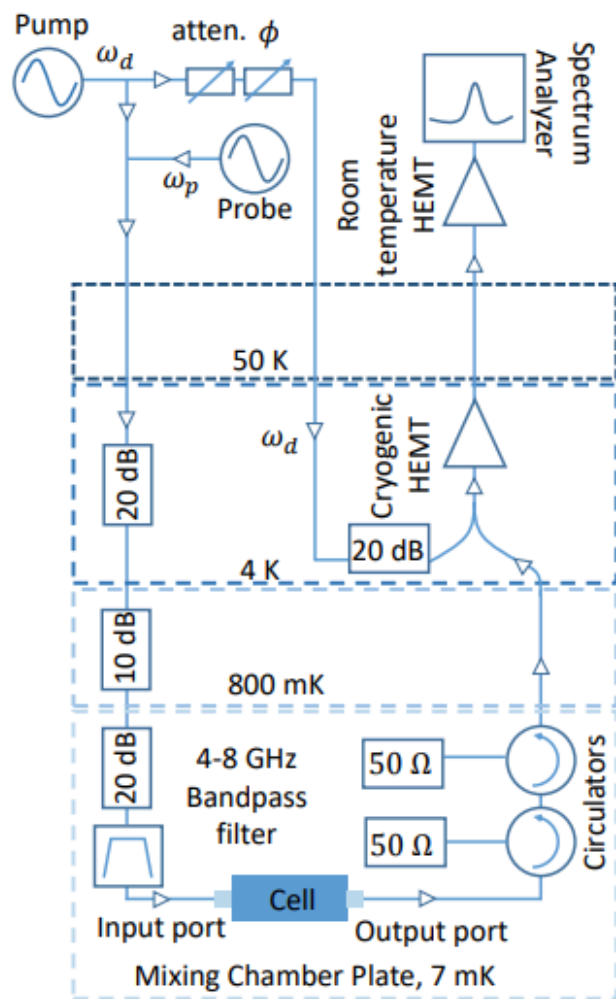 Pump
ω_d
atten. ϕ
Spectrum
Analyzer
ω_p
Probe
Room
temperature
HEMT
50 K
ω_d
Cryogenic
HEMT
20 dB
20 dB
4 K
10 dB
800 mK
20 dB
4-8 GHz
Bandpass
filter
50 Ω
50 Ω
Circulators
Cell
Input port
Output port
Mixing Chamber Plate, 7 mK